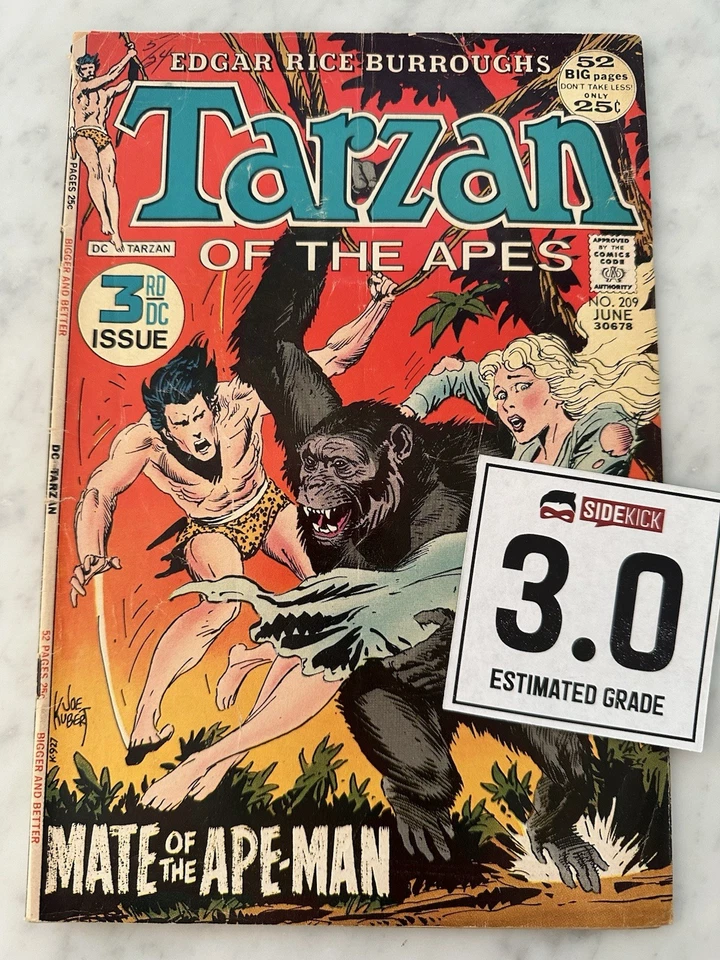 5/24
EDGAR RICE BURROUGHS
52
BIG pages
DON'T TAKE LESS!
ONLY
25¢
Tarzan
OF THE APES
DC TARZAN
APPROVED
BY THE
COMICS
CODE
AUTHORITY
NO. 209
JUNE
30678
3RD
DC
ISSUE
PAGES 25¢
BIGGER AND BETTER
DC TARZAN
52 PAGES 25¢
BIGGER AND BETTER
SIDEKICK
3.0
ESTIMATED GRADE
JOE
KUBERT
MATE OF THE APE-MAN